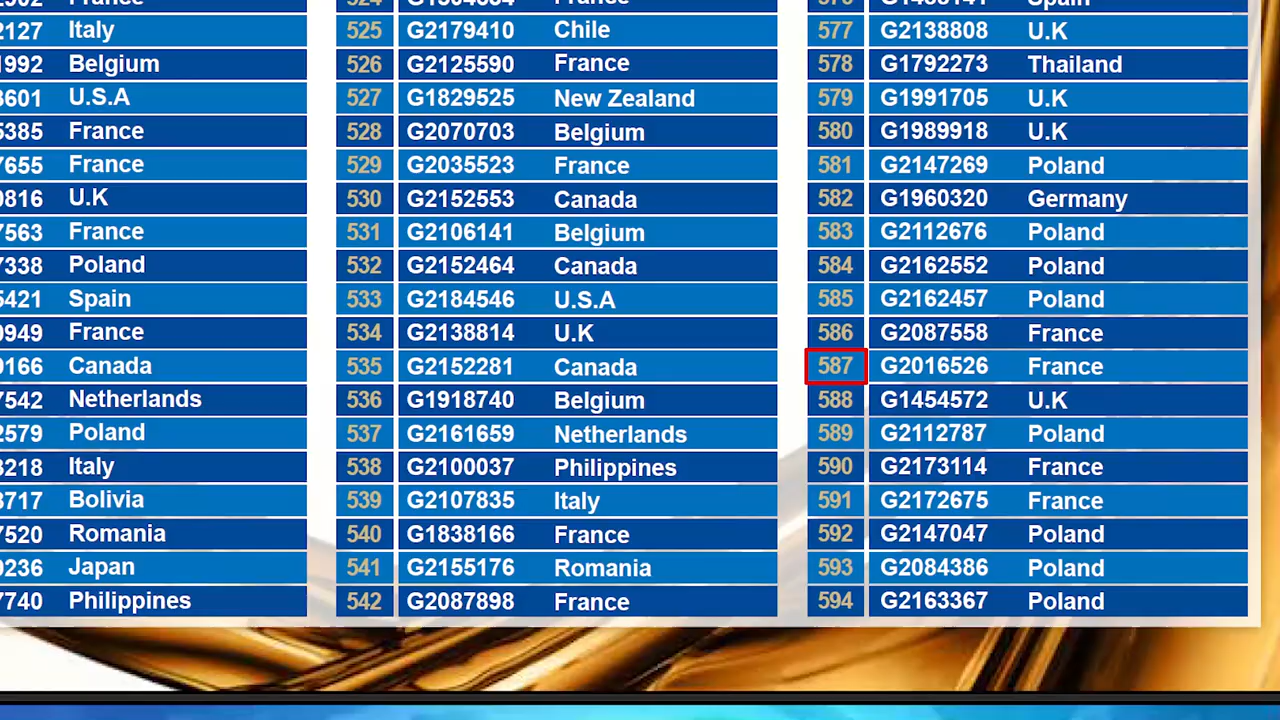 2127 Italy
1992 Belgium
3601 U.S.A
5385 France
7655 France
9816 U.K
7563 France
7338 Poland
5421 Spain
0949 France
0166 Canada
7542 Netherlands
2579 Poland
3218 Italy
3717 Bolivia
7520 Romania
0236 Japan
7740 Philippines
525 G2179410 Chile
526 G2125590 France
527 G1829525 New Zealand
528 G2070703 Belgium
529 G2035523 France
530 G2152553 Canada
531 G2106141 Belgium
532 G2152464 Canada
533 G2184546 U.S.A
534 G2138814 U.K
535 G2152281 Canada
536 G1918740 Belgium
537 G2161659 Netherlands
538 G2100037 Philippines
539 G2107835 Italy
540 G1838166 France
541 G2155176 Romania
542 G2087898 France
577 G2138808 U.K
578 G1792273 Thailand
579 G1991705 U.K
580 G1989918 U.K
581 G2147269 Poland
582 G1960320 Germany
583 G2112676 Poland
584 G2162552 Poland
585 G2162457 Poland
586 G2087558 France
587 G2016526 France
588 G1454572 U.K
589 G2112787 Poland
590 G2173114 France
591 G2172675 France
592 G2147047 Poland
593 G2084386 Poland
594 G2163367 Poland